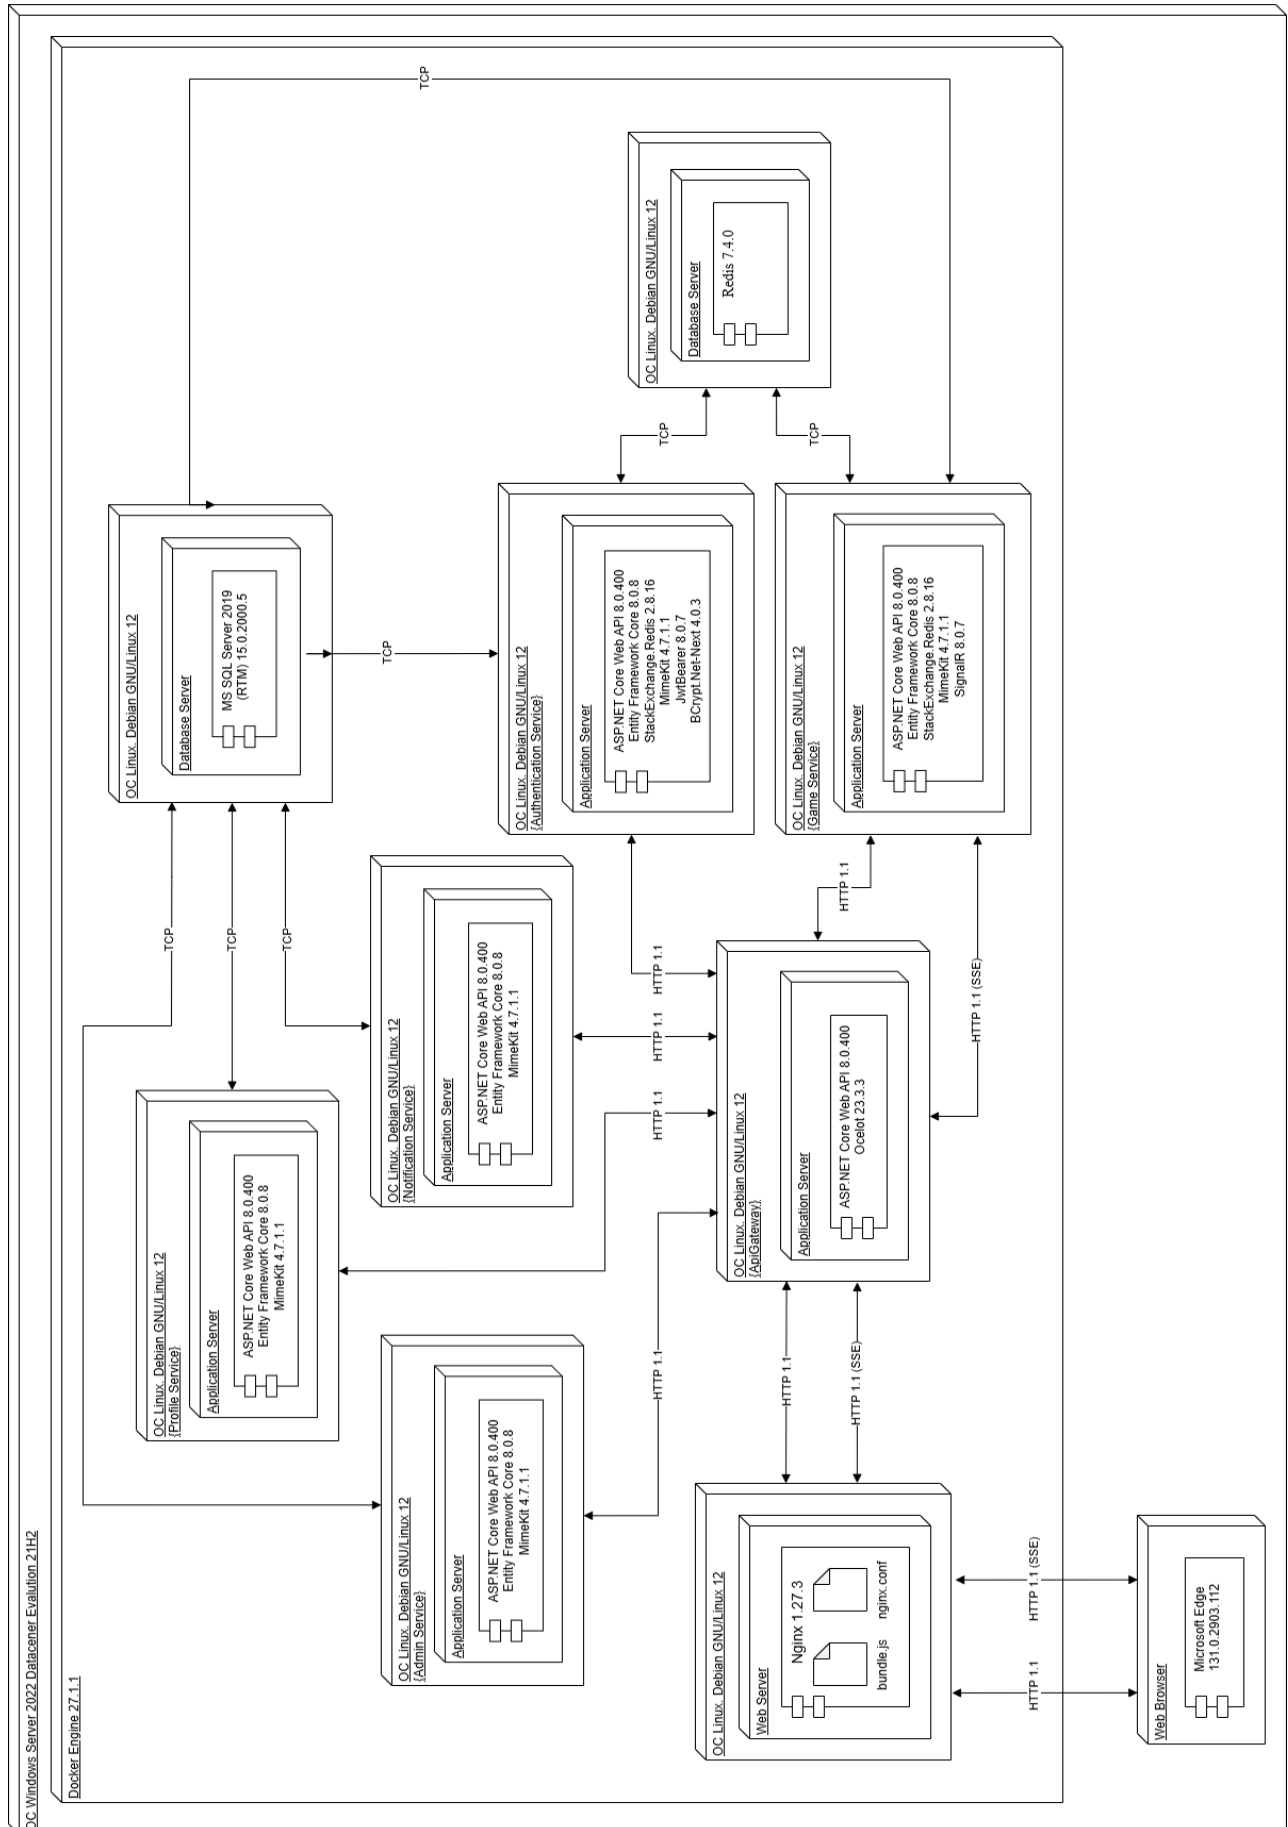 OC Windows Server 2022 Datacener Evalution 21H2
Docker Engine 27.1.1
OC Linux. Debian GNU/Linux 12
{Admin Service}
Application Server
ASP.NET Core Web API 8.0.400
Entity Framework Core 8.0.8
MimeKit 4.7.1.1
OC Linux. Debian GNU/Linux 12
{Profile Service}
Application Server
ASP.NET Core Web API 8.0.400
Entity Framework Core 8.0.8
MimeKit 4.7.1.1
OC Linux. Debian GNU/Linux 12
{Notification Service}
Application Server
ASP.NET Core Web API 8.0.400
Entity Framework Core 8.0.8
MimeKit 4.7.1.1
OC Linux. Debian GNU/Linux 12
Database Server
MS SQL Server 2019
(RTM) 15.0.2000.5
TCP
TCP
TCP
TCP
TCP
OC Linux. Debian GNU/Linux 12
{Authentication Service}
Application Server
ASP.NET Core Web API 8.0.400
Entity Framework Core 8.0.8
StackExchange.Redis 2.8.16
MimeKit 4.7.1.1
JwtBearer 8.0.7
BCrypt.Net-Next 4.0.3
OC Linux. Debian GNU/Linux 12
Database Server
Redis 7.4.0
TCP
TCP
OC Linux. Debian GNU/Linux 12
{Game Service}
Application Server
ASP.NET Core Web API 8.0.400
Entity Framework Core 8.0.8
StackExchange.Redis 2.8.16
MimeKit 4.7.1.1
SignalR 8.0.7
HTTP 1.1
HTTP 1.1
HTTP 1.1
HTTP 1.1
HTTP 1.1
HTTP 1.1 (SSE)
OC Linux. Debian GNU/Linux 12
{ApiGateway}
Application Server
ASP.NET Core Web API 8.0.400
Ocelot 23.3.3
HTTP 1.1
HTTP 1.1 (SSE)
OC Linux. Debian GNU/Linux 12
Web Server
Nginx 1.27.3
bundle.js
nginx.conf
HTTP 1.1
HTTP 1.1 (SSE)
Web Browser
Microsoft Edge
131.0.2903.112